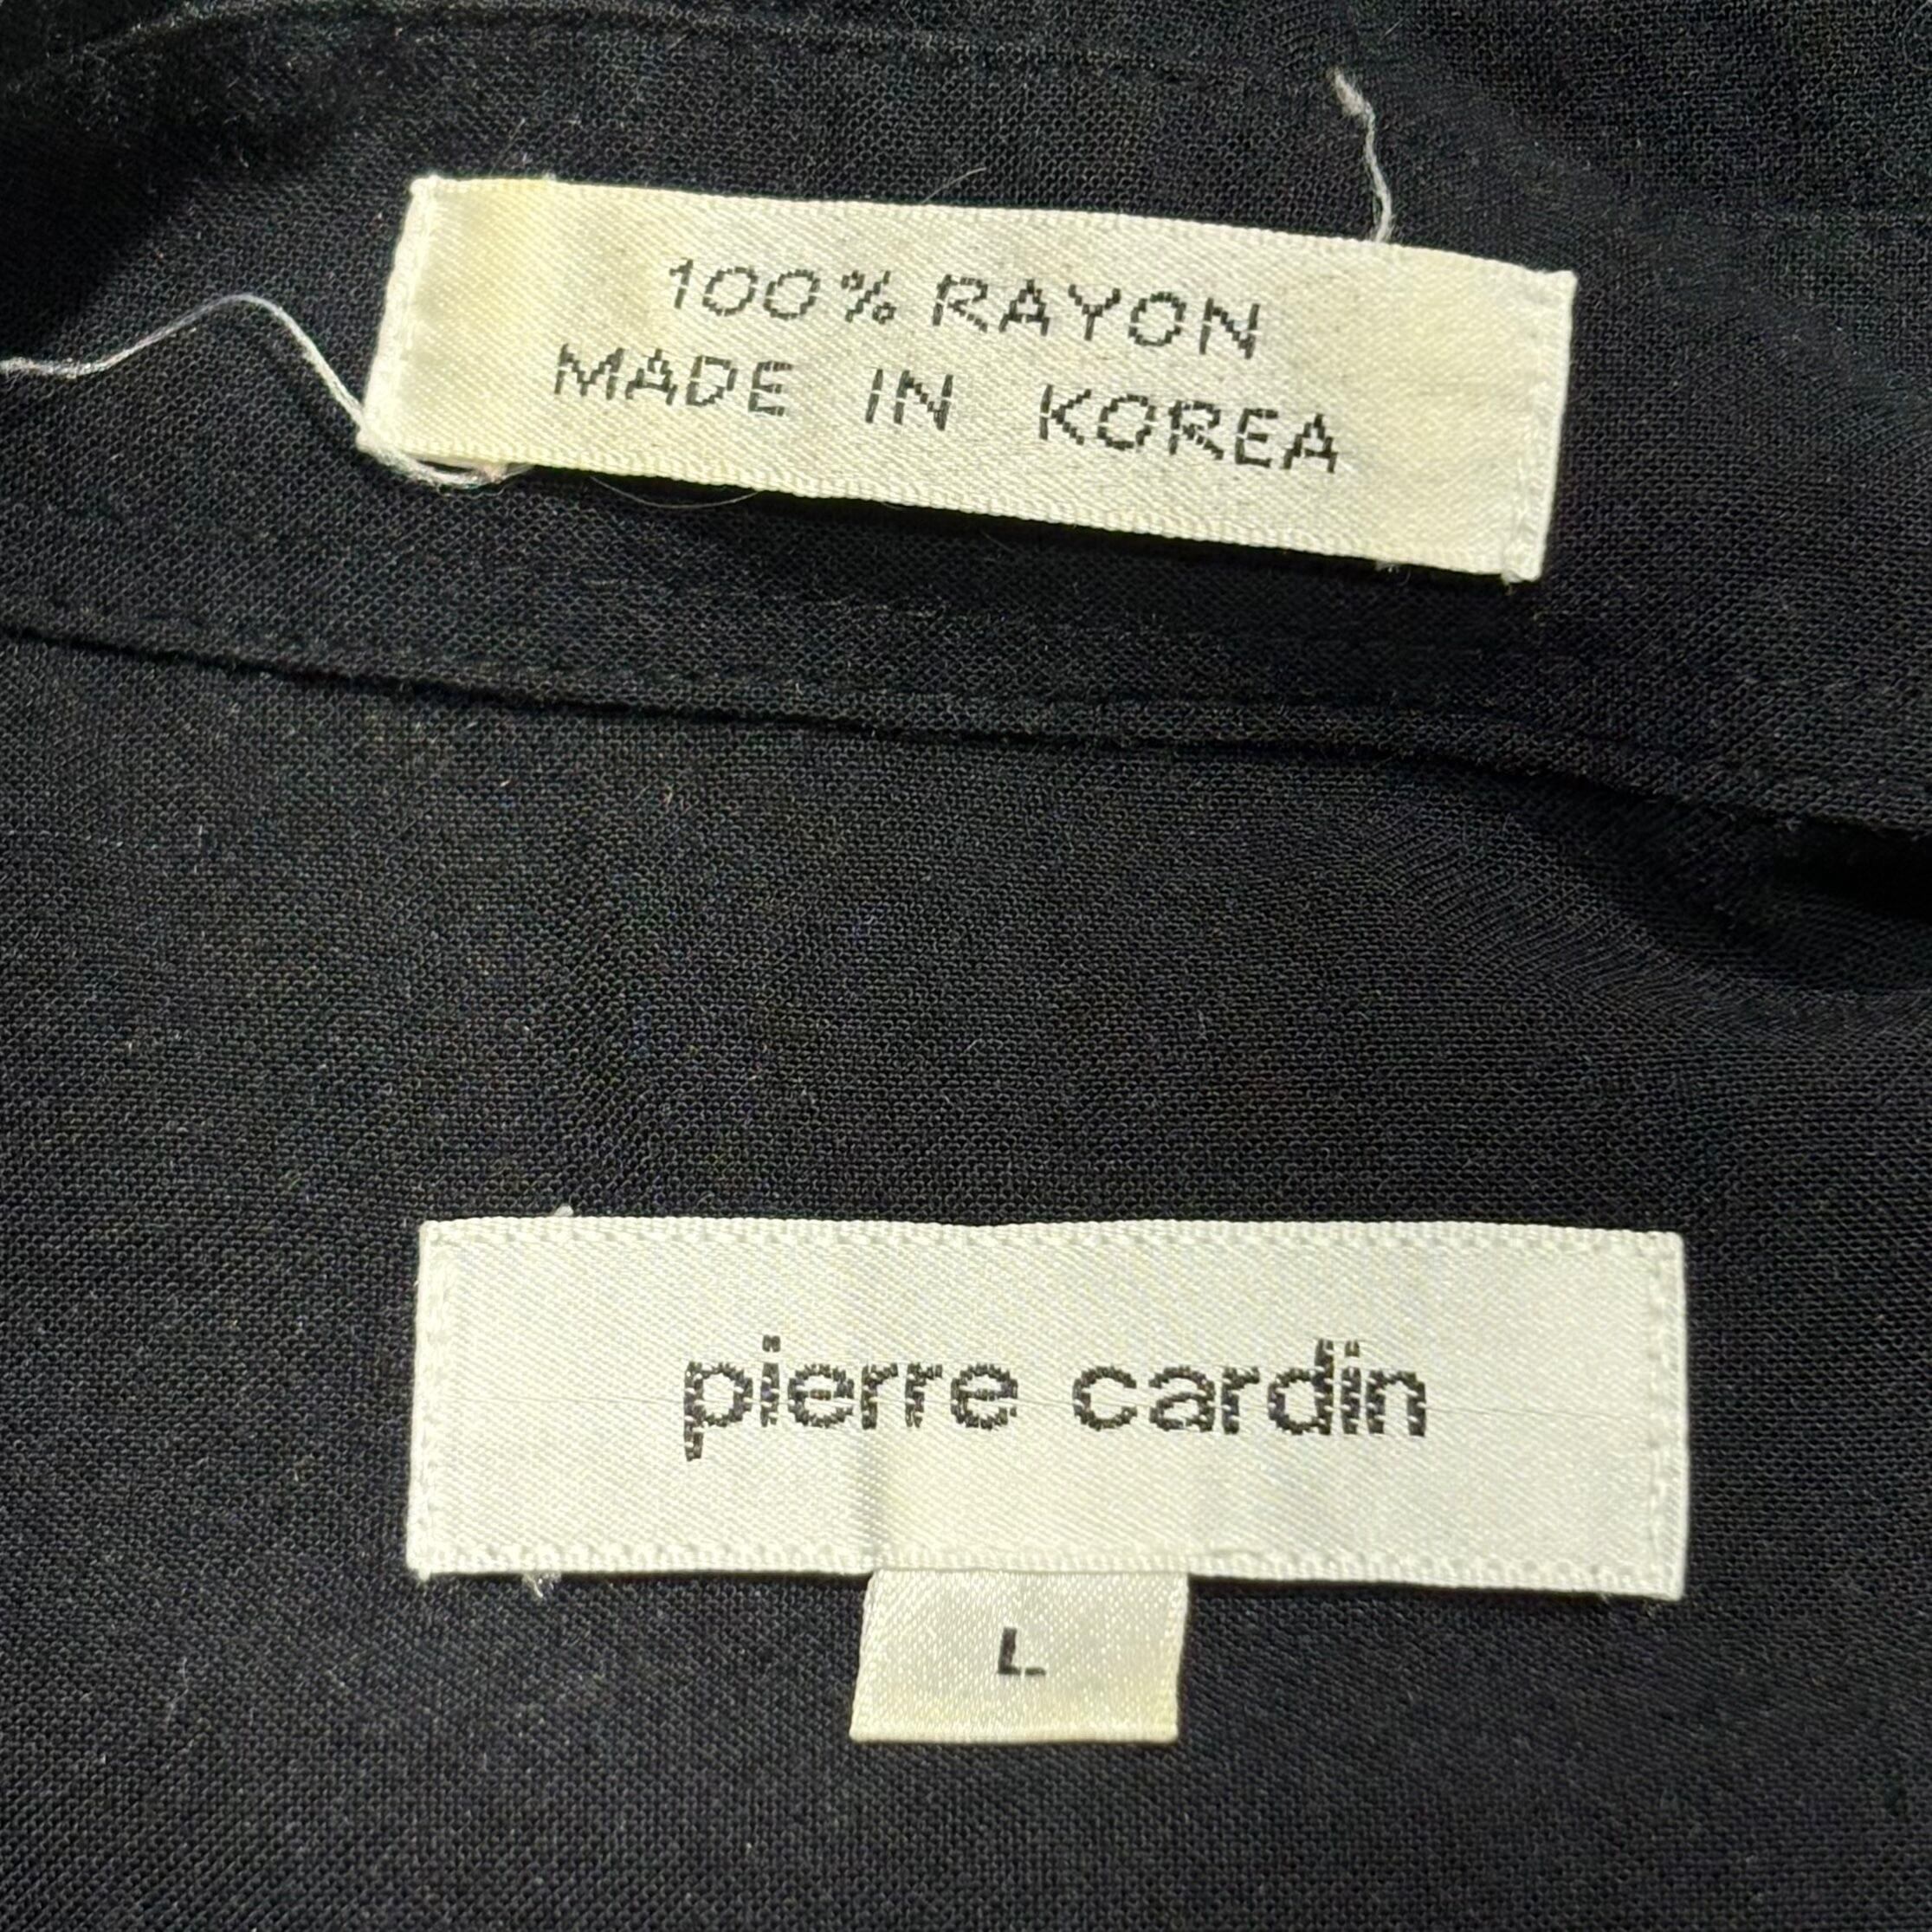 100% RAYON
MADE IN KOREA
pierre cardin
L